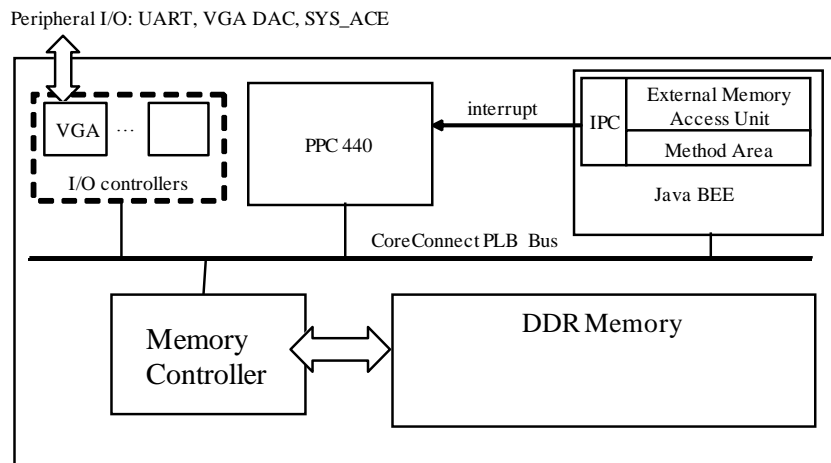 Peripheral I/O: UART, VGA DAC, SYS_ACE
VGA
...
I/O controllers
PPC 440
interrupt
IPC
External Memory
Access Unit
Method Area
Java BEE
CoreConnect PLB Bus
Memory
Controller
DDR Memory